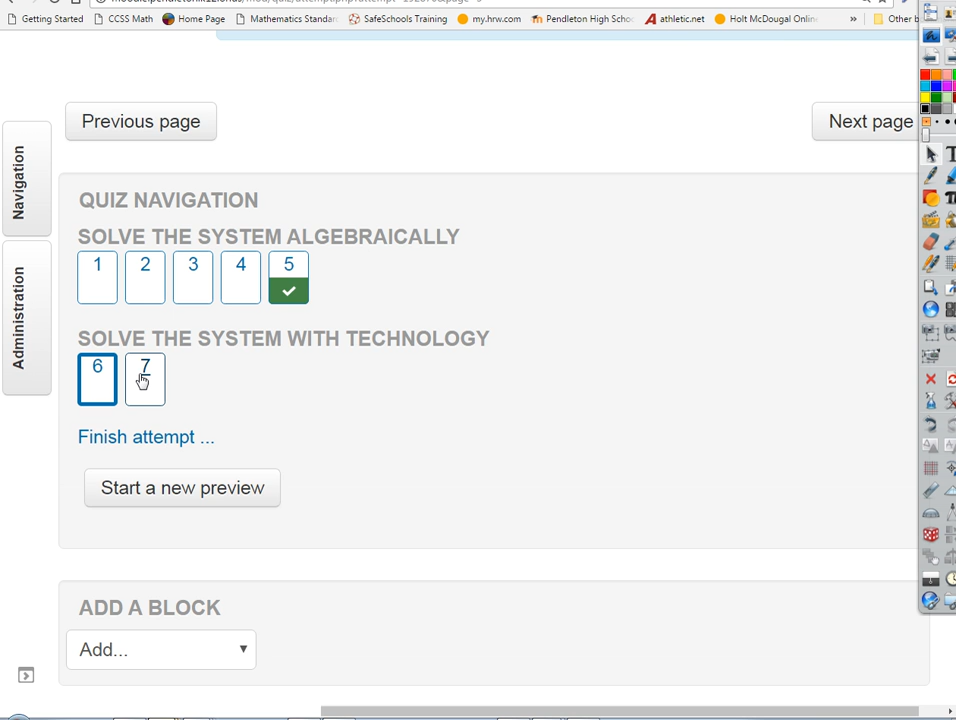 Getting Started CCSS Math Home Page Mathematics Standar SafeSchools Training my.hrw.com Pendleton High Scho athletic.net Holt McDougal Onlin » Other b
Previous page
Next page
Navigation
Administration
QUIZ NAVIGATION
SOLVE THE SYSTEM ALGEBRAICALLY
1 2 3 4 5
SOLVE THE SYSTEM WITH TECHNOLOGY
6 7
Finish attempt ...
Start a new preview
ADD A BLOCK
Add...